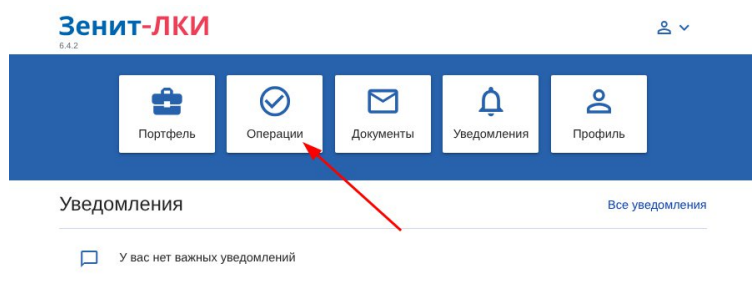 Зенит-ЛКИ
6.4.2
Портфель Операции Документы Уведомления Профиль
Уведомления Все уведомления
У вас нет важных уведомлений